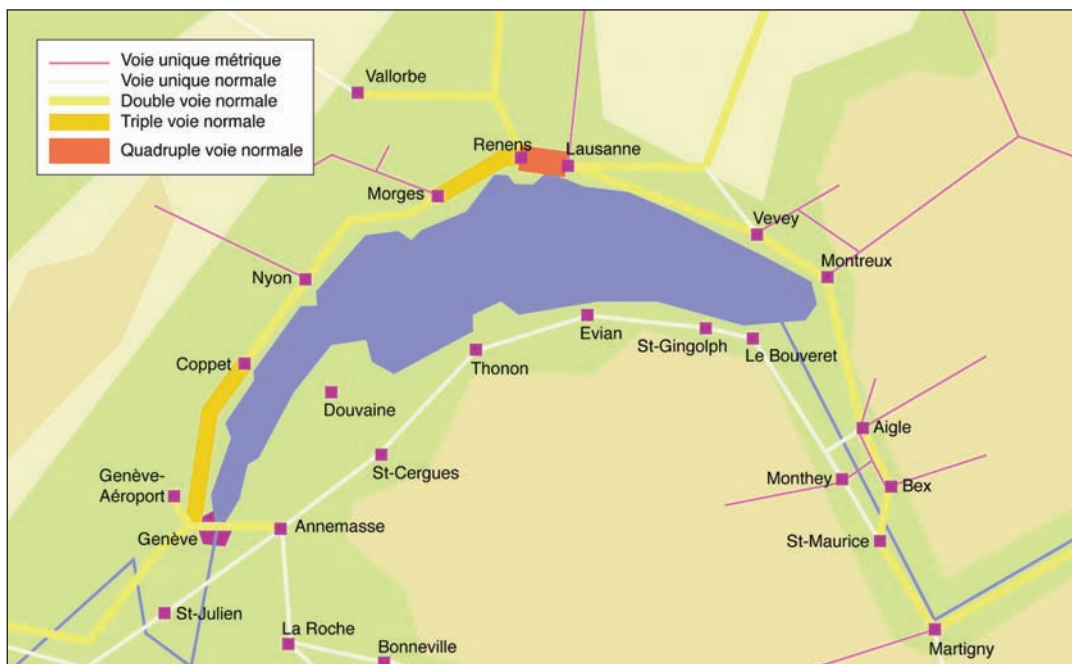 Voie unique métrique
Voie unique normale
Double voie normale
Triple voie normale
Quadruple voie normale
Vallorbe
Renens
Lausanne
Morges
Vevey
Montreux
Nyon
Evian
St-Gingolph
Le Bouveret
Coppet
Thonon
Douvaine
Aigle
St-Cergues
Genève-
Aéroport
Monthey
Bex
Annemasse
Genève
St-Maurice
St-Julien
La Roche
Bonneville
Martigny